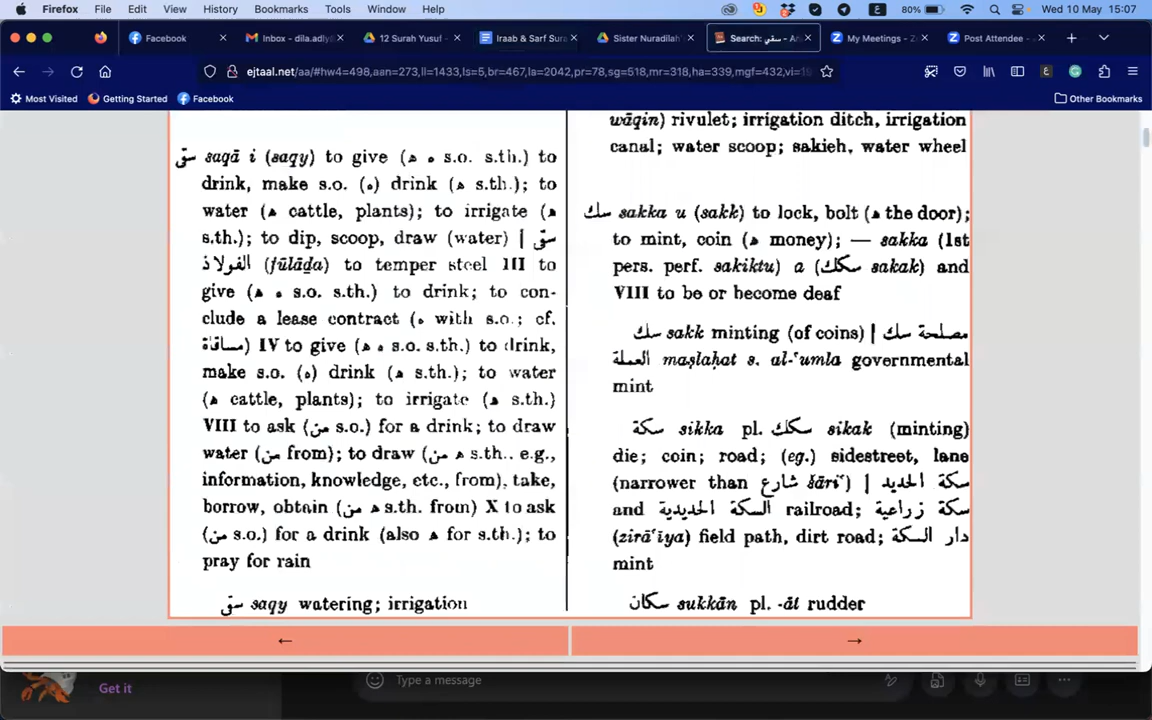 Firefox File Edit View History Bookmarks Tools Window Help 80% Wed 10 May 15:07
Facebook Inbox - dila.adlya 12 Surah Yusuf - Iraab & Sarf Sura Sister Nuradilah' Search: سقي - Ar My Meetings - Z Post Attendee -
ejtaal.net/aa/#hw4=498,aan=273,ll=1433,ls=5,br=467,la=2042,pr=78,sg=518,mr=318,ha=339,mgf=432,vi=1
Most Visited Getting Started Facebook Other Bookmarks
سقى saqā i (saqy) to give (ه ه s.o. s.th.) to
drink, make s.o. (ه) drink (ه s.th.); to
water (ه cattle, plants); to irrigate (ه
s.th.); to dip, scoop, draw (water) | سقى
الفولاذ (fūlāḏa) to temper steel III to
give (ه ه s.o. s.th.) to drink; to con-
clude a lease contract (ه with s.o.; cf.
مساقاة) IV to give (ه ه s.o. s.th.) to drink,
make s.o. (ه) drink (ه s.th.); to water
(ه cattle, plants); to irrigate (ه s.th.)
VIII to ask (من s.o.) for a drink; to draw
water (من from); to draw (ه من s.th., e.g.,
information, knowledge, etc., from), take,
borrow, obtain (ه من s.th. from) X to ask
(من s.o.) for a drink (also ه for s.th.); to
pray for rain
سقى saqy watering; irrigation
wāqin) rivulet; irrigation ditch, irrigation
canal; water scoop; sakieh, water wheel
سك sakka u (sakk) to lock, bolt (ه the door);
to mint, coin (ه money); — sakka (1st
pers. perf. sakiktu) a (سكك sakak) and
VIII to be or become deaf
سك sakk minting (of coins) | مصلحة سك
العملة maṣlaḥat s. al-ʿumla governmental
mint
سكة sikka pl. سكك sikak (minting)
die; coin; road; (eg.) sidestreet, lane
(narrower than شارع šāriʿ) | سكة الحديد
and السكة الحديدية railroad; سكة زراعية
(zirāʿīya) field path, dirt road; دار السكة
mint
سكان sukkān pl. -āt rudder
← →
Get it Type a message